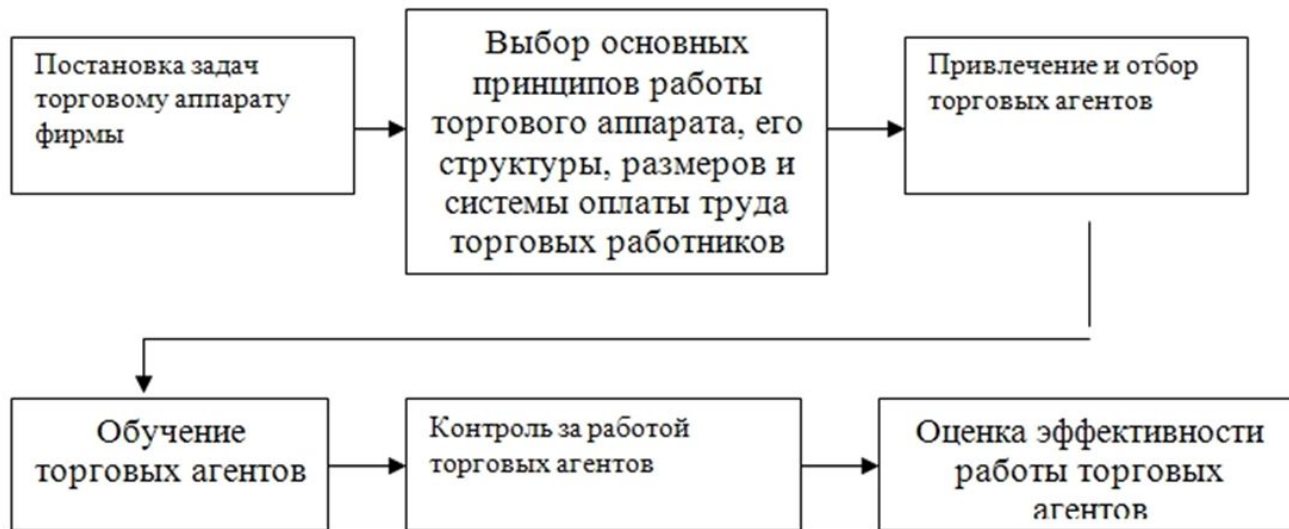 Постановка задач
торговому аппарату
фирмы
Выбор основных
принципов работы
торгового аппарата, его
структуры, размеров и
системы оплаты труда
торговых работников
Привлечение и отбор
торговых агентов
Обучение
торговых агентов
Контроль за работой
торговых агентов
Оценка эффективности
работы торговых
агентов